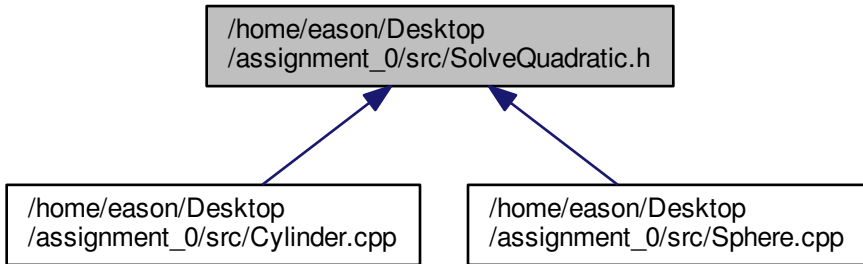 /home/eason/Desktop
/assignment_0/src/SolveQuadratic.h
/home/eason/Desktop
/assignment_0/src/Cylinder.cpp
/home/eason/Desktop
/assignment_0/src/Sphere.cpp